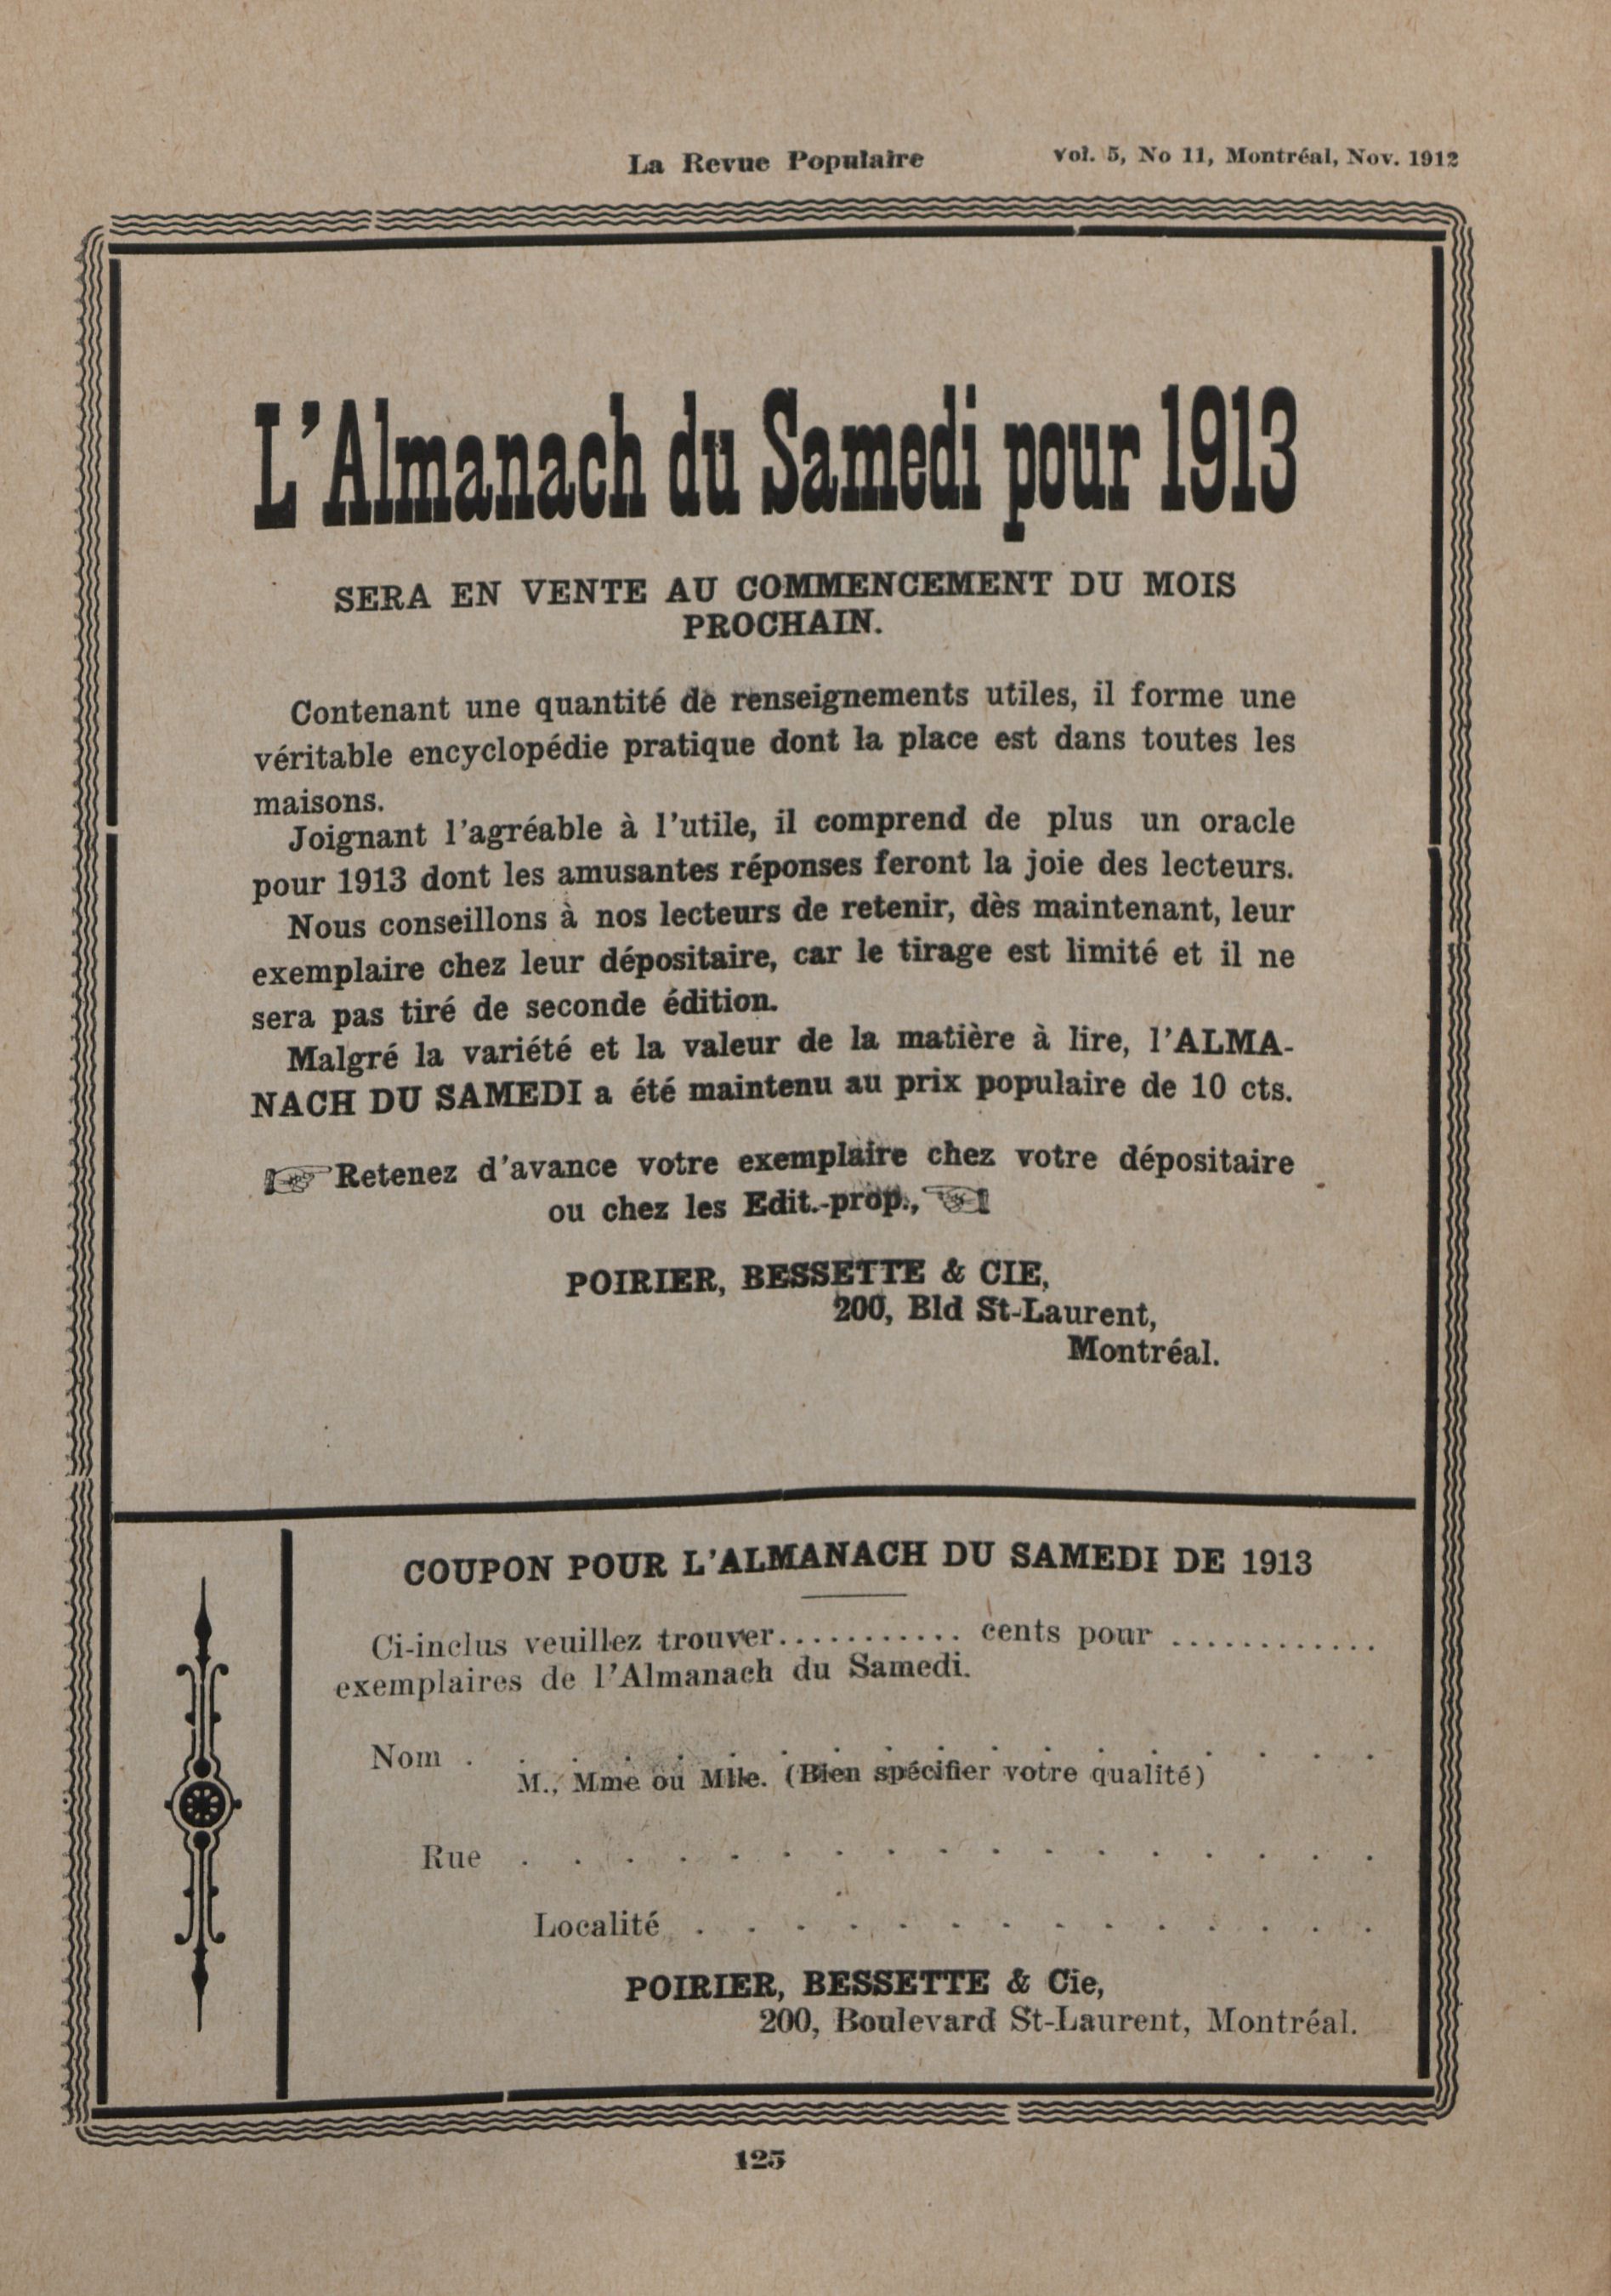 La Revue Populaire
Vol. 5, No 11, Montréal, Nov. 1912
L'Almanach du Samedi pour 1913
SERA EN VENTE AU COMMENCEMENT DU MOIS
PROCHAIN.
Contenant une quantité de renseignements utiles, il forme une
véritable encyclopédie pratique dont la place est dans toutes les
maisons.
Joignant l'agréable à l'utile, il comprend de plus un oracle
pour 1913 dont les amusantes réponses feront la joie des lecteurs.
Nous conseillons à nos lecteurs de retenir, dès maintenant, leur
exemplaire chez leur dépositaire, car le tirage est limité et il ne
sera pas tiré de seconde édition.
Malgré la variété et la valeur de la matière à lire, l'ALMA-
NACH DU SAMEDI a été maintenu au prix populaire de 10 cts.
☞Retenez d'avance votre exemplaire chez votre dépositaire
ou chez les Edit.-prop., ☜
POIRIER, BESSETTE & CIE,
200, Bld St-Laurent,
Montréal.
COUPON POUR L'ALMANACH DU SAMEDI DE 1913
Ci-inclus veuillez trouver............ cents pour ............
exemplaires de l'Almanach du Samedi.
Nom . . . . . . . . . . . . . . . . . .
M., Mme ou Mlle. (Bien spécifier votre qualité)
Rue . . . . . . . . . . . . . . . . .
Localité . . . . . . . . . . . . . .
POIRIER, BESSETTE & Cie,
200, Boulevard St-Laurent, Montréal.
125